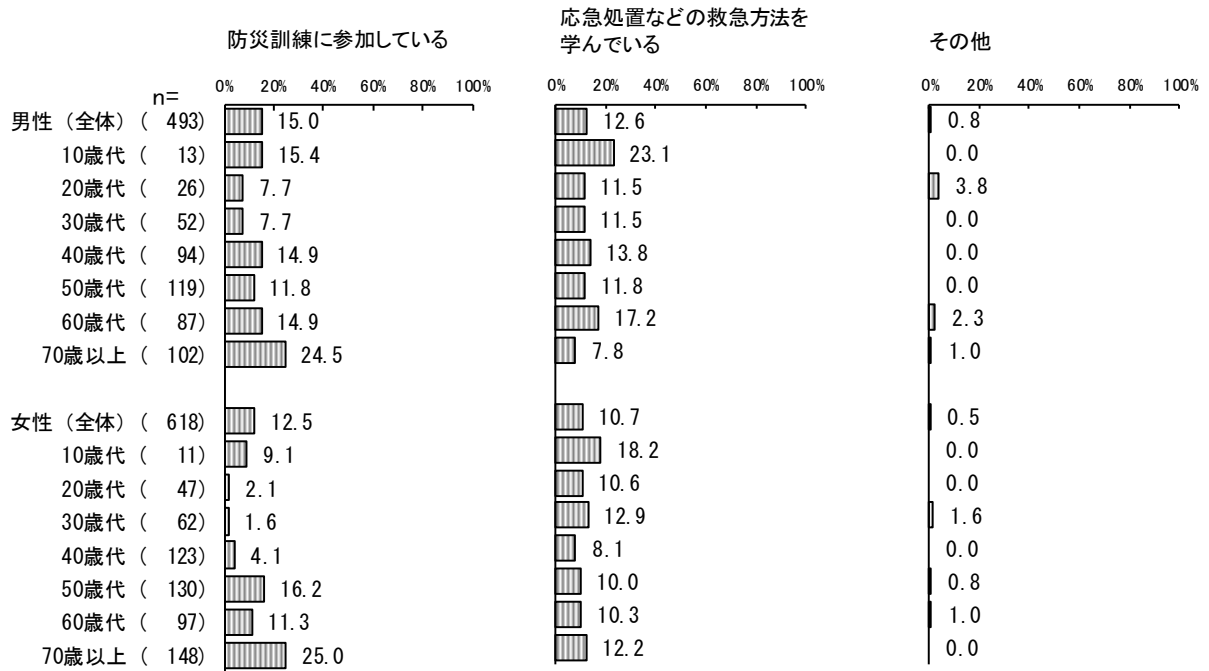 防災訓練に参加している
応急処置などの救急方法を
学んでいる
その他
0% 20% 40% 60% 80% 100%
0% 20% 40% 60% 80% 100%
0% 20% 40% 60% 80% 100%
n=
男性（全体）（ 493） 15.0 12.6 0.8
10歳代（ 13） 15.4 23.1 0.0
20歳代（ 26） 7.7 11.5 3.8
30歳代（ 52） 7.7 11.5 0.0
40歳代（ 94） 14.9 13.8 0.0
50歳代（ 119） 11.8 11.8 0.0
60歳代（ 87） 14.9 17.2 2.3
70歳以上（ 102） 24.5 7.8 1.0
女性（全体）（ 618） 12.5 10.7 0.5
10歳代（ 11） 9.1 18.2 0.0
20歳代（ 47） 2.1 10.6 0.0
30歳代（ 62） 1.6 12.9 1.6
40歳代（ 123） 4.1 8.1 0.0
50歳代（ 130） 16.2 10.0 0.8
60歳代（ 97） 11.3 10.3 1.0
70歳以上（ 148） 25.0 12.2 0.0